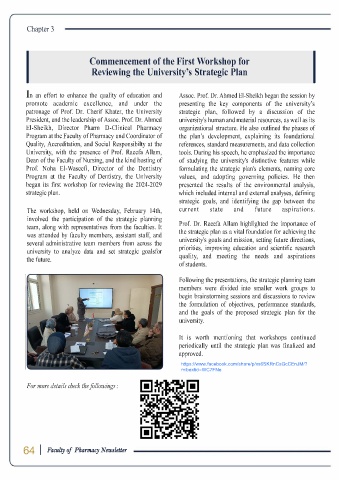 Chapter 3
Commencement of the First Workshop for
Reviewing the University's Strategic Plan
In an effort to enhance the quality of education and
promote academic excellence, and under the
patronage of Prof. Dr. Cherif Khater, the University
President, and the leadership of Assoc. Prof. Dr. Ahmed
El-Sheikh, Director Pharm D-Clinical Pharmacy
Program at the Faculty of Pharmacy and Coordinator of
Quality, Accreditation, and Social Responsibility at the
University, with the presence of Prof. Raeefa Allam,
Dean of the Faculty of Nursing, and the kind hosting of
Prof. Noha El-Wassefi, Director of the Dentistry
Program at the Faculty of Dentistry, the University
began its first workshop for reviewing the 2024-2029
strategic plan.
The workshop, held on Wednesday, February 14th,
involved the participation of the strategic planning
team, along with representatives from the faculties. It
was attended by faculty members, assistant staff, and
several administrative team members from across the
university to analyze data and set strategic goalsfor
the future.
For more details check the followings :
Assoc. Prof. Dr. Ahmed El-Sheikh began the session by
presenting the key components of the university's
strategic plan, followed by a discussion of the
university's human and material resources, as well as its
organizational structure. He also outlined the phases of
the plan's development, explaining its foundational
references, standard measurements, and data collection
tools. During his speech, he emphasized the importance
of studying the university's distinctive features while
formulating the strategic plan's elements, naming core
values, and adopting governing policies. He then
presented the results of the environmental analysis,
which included internal and external analyses, defining
strategic goals, and identifying the gap between the
current state and future aspirations.
Prof. Dr. Raeefa Allam highlighted the importance of
the strategic plan as a vital foundation for achieving the
university's goals and mission, setting future directions,
priorities, improving education and scientific research
quality, and meeting the needs and aspirations
of students.
Following the presentations, the strategic planning team
members were divided into smaller work groups to
begin brainstorming sessions and discussions to review
the formulation of objectives, performance standards,
and the goals of the proposed strategic plan for the
university.
It is worth mentioning that workshops continued
periodically until the strategic plan was finalized and
approved.
64 | Faculty of Pharmacy Newsletter